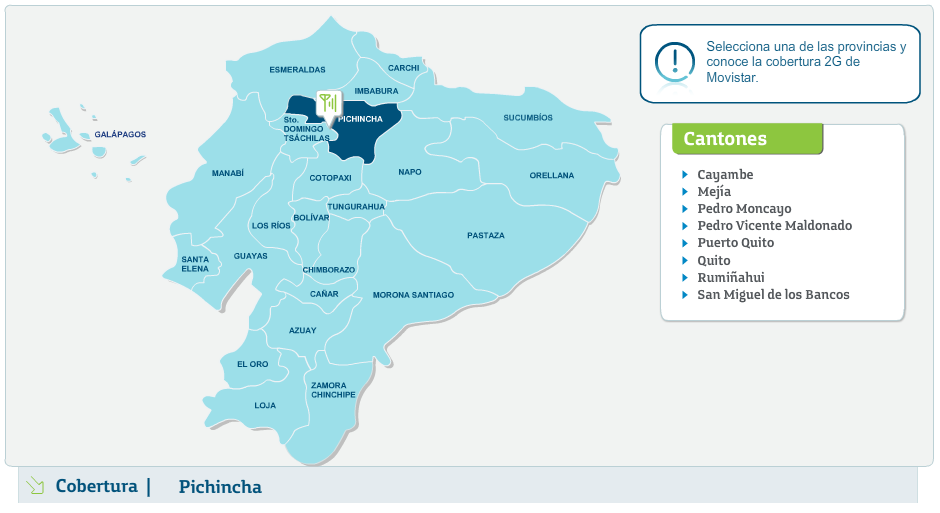 Selecciona una de las provincias y
conoce la cobertura 2G de
Movistar.
ESMERALDAS
CARCHI
IMBABURA
PICHINCHA
Sto.
DOMINGO
TSÁCHILAS
SUCUMBÍOS
GALÁPAGOS
MANABÍ
COTOPAXI
NAPO
ORELLANA
TUNGURAHUA
BOLÍVAR
LOS RÍOS
PASTAZA
SANTA
ELENA
GUAYAS
CHIMBORAZO
CAÑAR
MORONA SANTIAGO
AZUAY
EL ORO
ZAMORA
CHINCHIPE
LOJA
Cantones
Cayambe
Mejía
Pedro Moncayo
Pedro Vicente Maldonado
Puerto Quito
Quito
Rumiñahui
San Miguel de los Bancos
Cobertura | Pichincha